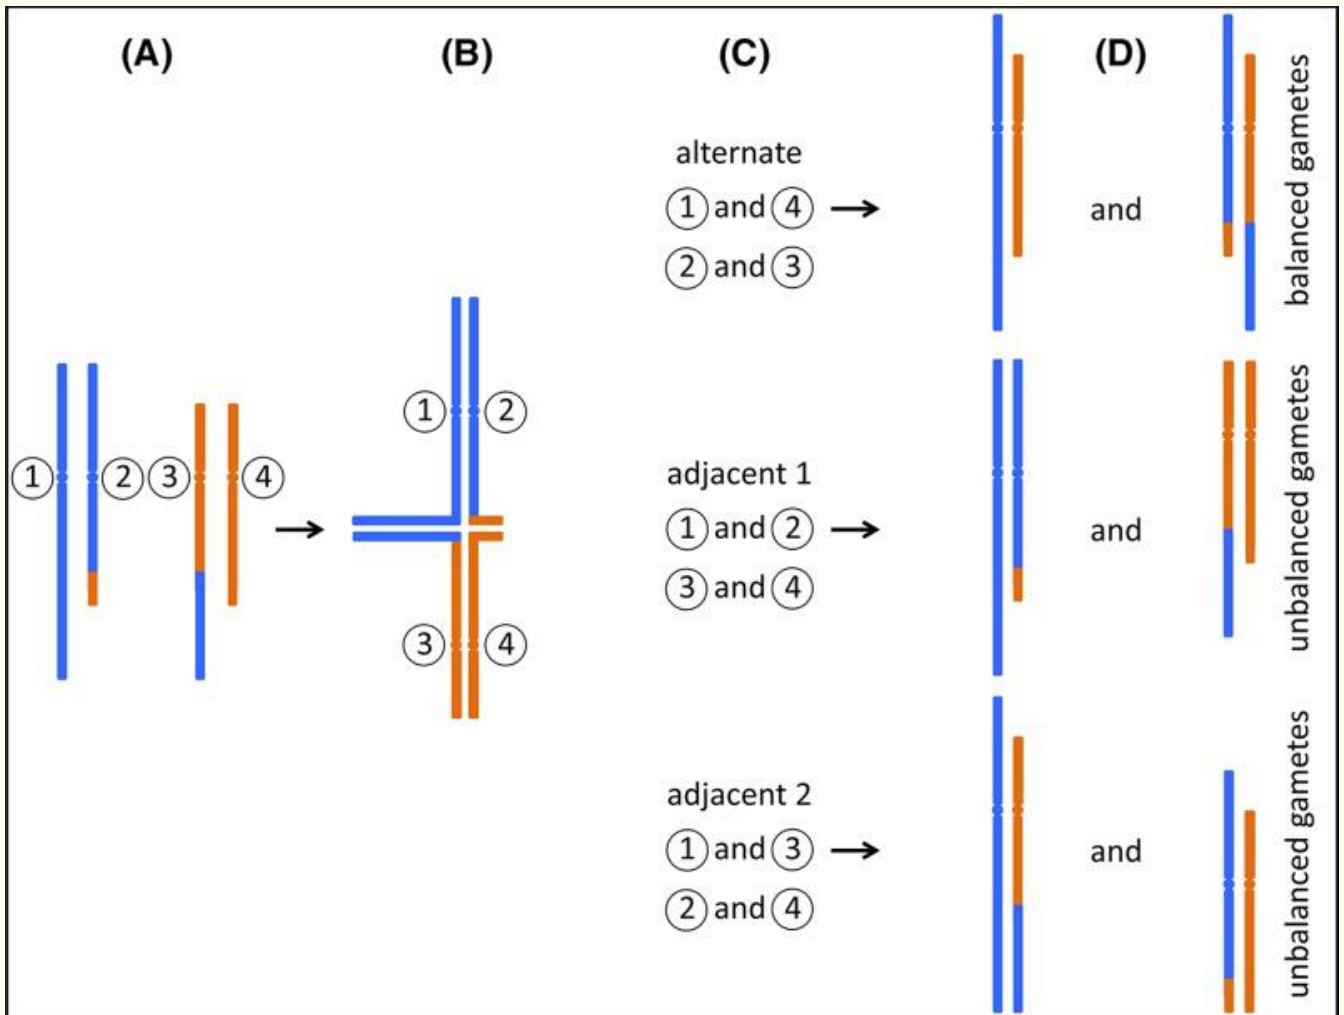 (A)
(B)
(C)
(D)
1
2
3
4
1
2
3
4
alternate
1 and 4
2 and 3
and
balanced gametes
adjacent 1
1 and 2
3 and 4
and
unbalanced gametes
adjacent 2
1 and 3
2 and 4
and
unbalanced gametes